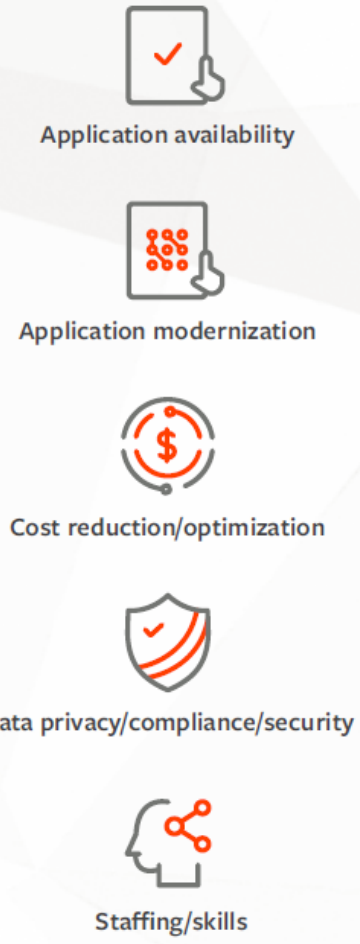 Application availability
Application modernization
$
Cost reduction/optimization
ata privacy/compliance/security
Staffing/skills